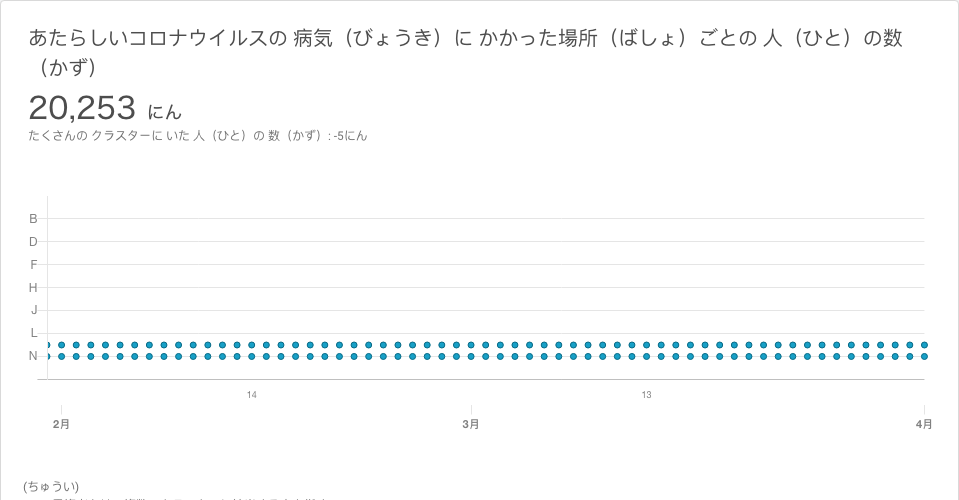 あたらしいコロナウイルスの 病気（びょうき）に かかった場所（ばしょ）ごとの 人（ひと）の数
（かず）
20,253 にん
たくさんの クラスターに いた 人（ひと）の 数（かず）: -5にん
B
D
F
H
J
L
N
14
13
2月
3月
4月
(ちゅうい)